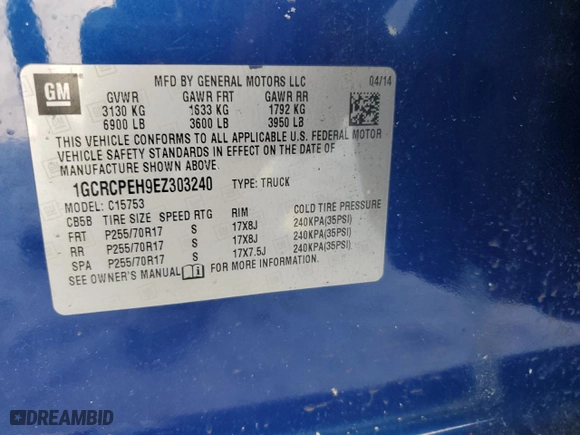 GM
MFD BY GENERAL MOTORS LLC 04/14
GVWR GAWR FRT GAWR RR
3130 KG 1633 KG 1792 KG
6900 LB 3600 LB 3950 LB
THIS VEHICLE CONFORMS TO ALL APPLICABLE U.S. FEDERAL MOTOR
VEHICLE SAFETY STANDARDS IN EFFECT ON THE DATE OF
MANUFACTURE SHOWN ABOVE.
1GCRCPEH9EZ303240 TYPE: TRUCK
MODEL: C15753
CB5B TIRE SIZE SPEED RTG RIM COLD TIRE PRESSURE
FRT P255/70R17 S 17X8J 240KPA(35PSI)
RR P255/70R17 S 17X8J 240KPA(35PSI)
SPA P255/70R17 S 17X7.5J 240KPA(35PSI)
SEE OWNER'S MANUAL FOR MORE INFORMATION
DREAMBID